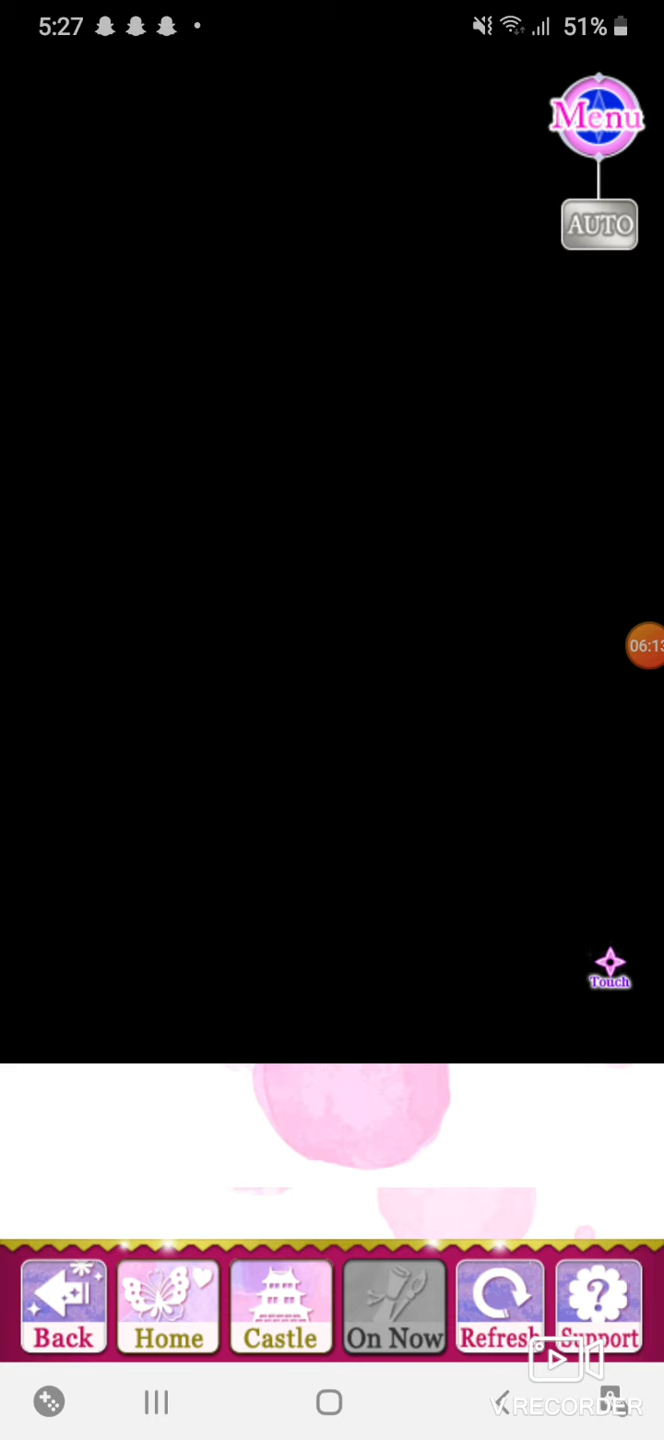 5:27
51%
Menu
AUTO
06:13
Touch
Back
Home
Castle
On Now
Refresh
Support
V.RECORDER